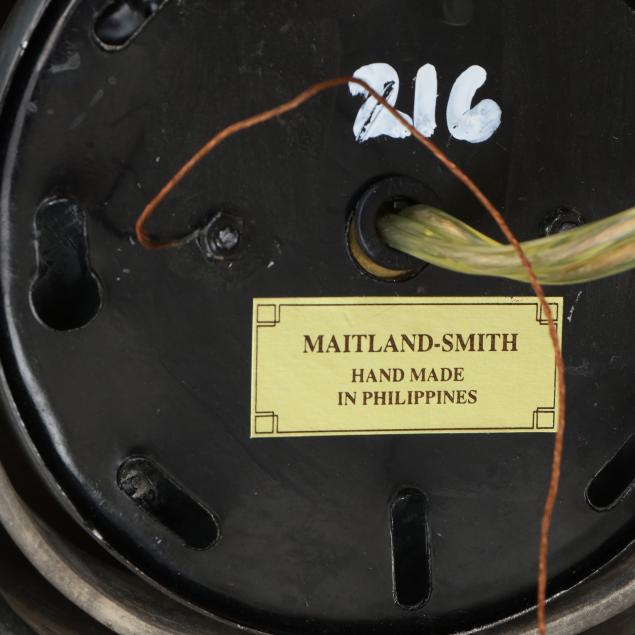 216
MAITLAND-SMITH
HAND MADE
IN PHILIPPINES